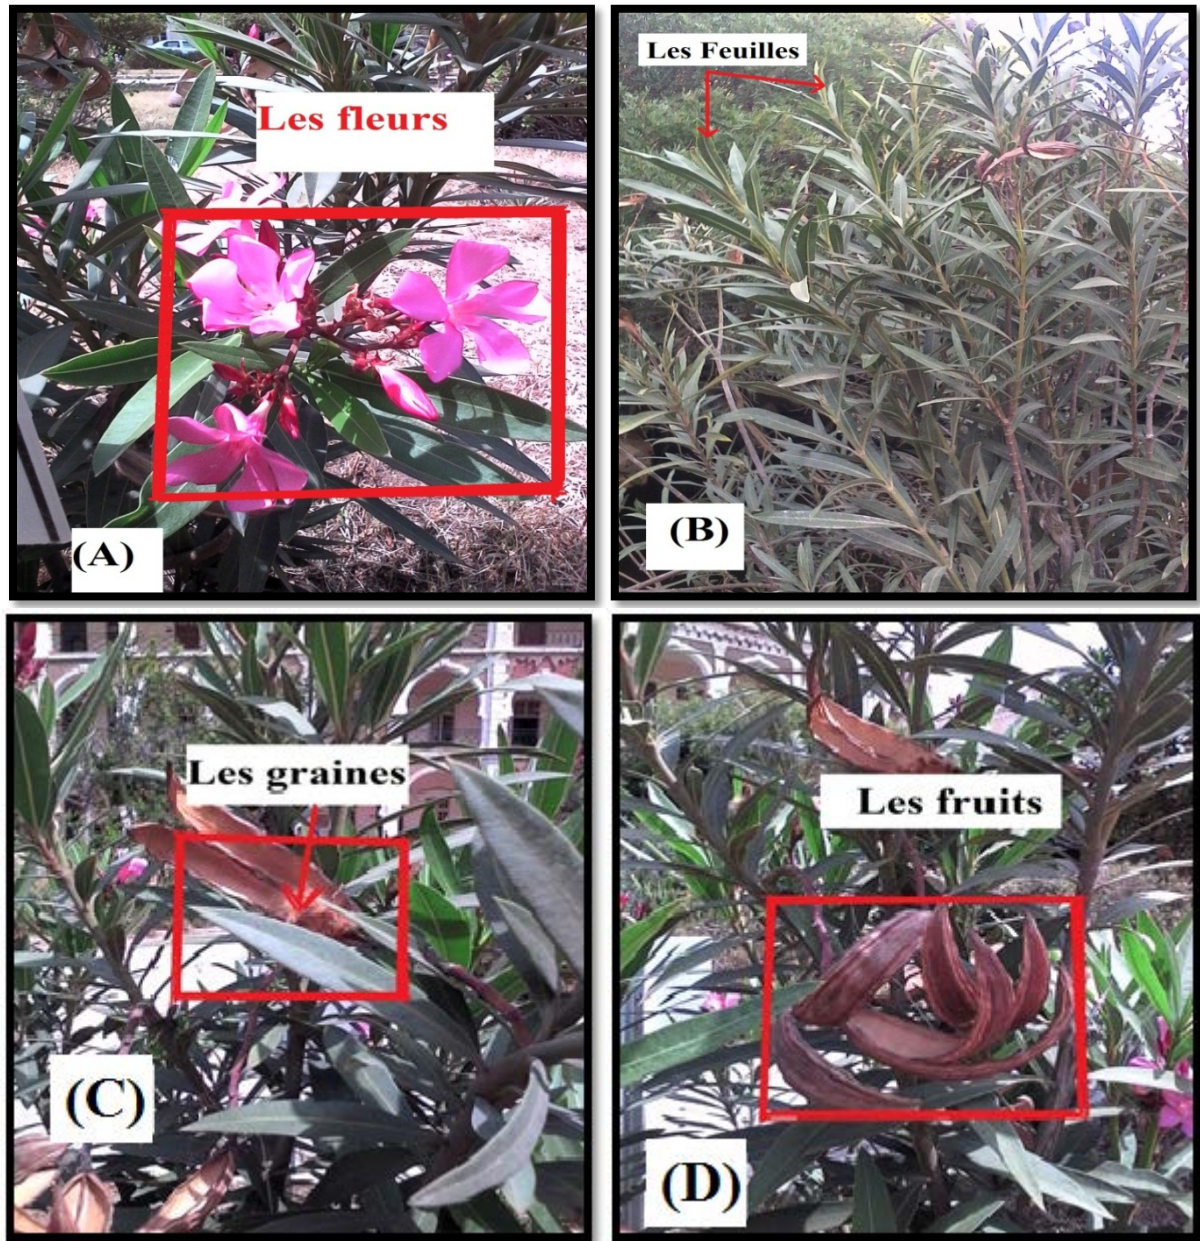 Les fleurs
(A)
Les Feuilles
(B)
Les graines
(C)
Les fruits
(D)